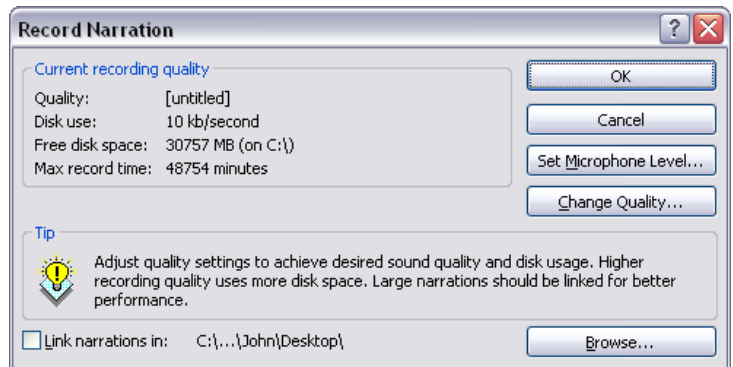 Record Narration
Current recording quality
Quality: [untitled]
Disk use: 10 kb/second
Free disk space: 30757 MB (on C:\)
Max record time: 48754 minutes
OK
Cancel
Set Microphone Level...
Change Quality...
Tip
Adjust quality settings to achieve desired sound quality and disk usage. Higher
recording quality uses more disk space. Large narrations should be linked for better
performance.
Link narrations in: C:\...\John\Desktop\
Browse...